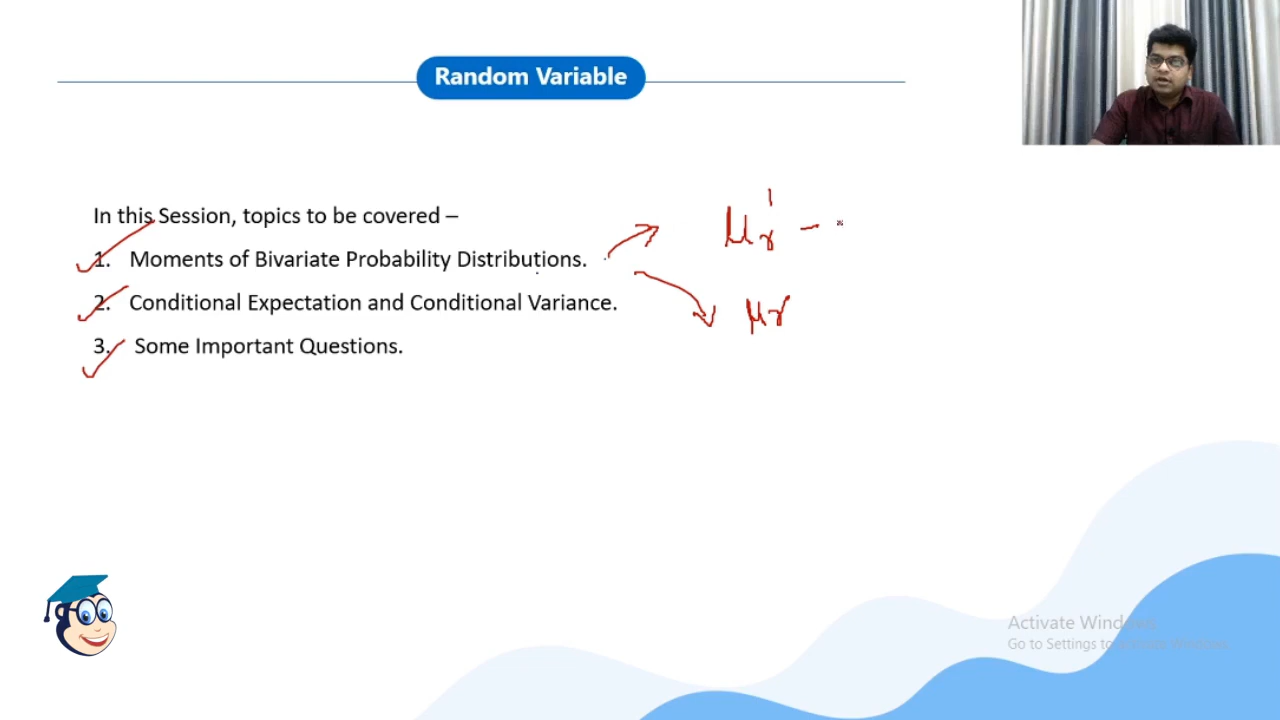 Random Variable
In this Session, topics to be covered –
1. Moments of Bivariate Probability Distributions.
2. Conditional Expectation and Conditional Variance.
3. Some Important Questions.
μr' -
μr
Activate Windows
Go to Settings to activate Windows.